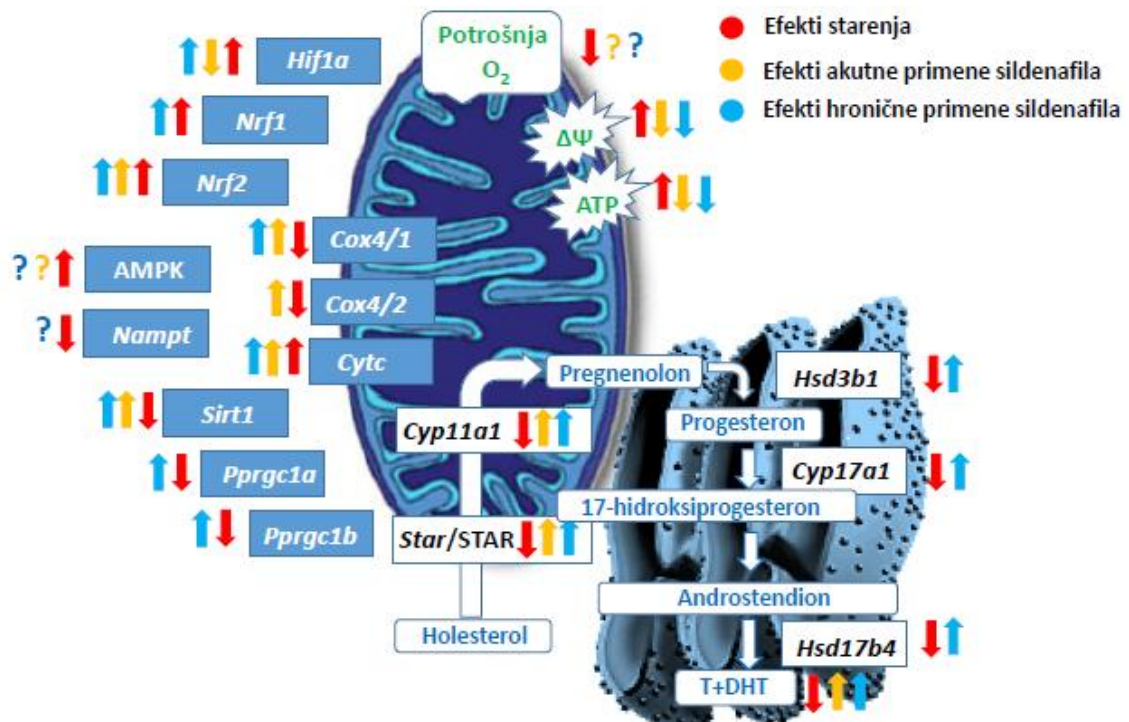 Potrošnja
O₂
? ?
Efekti starenja
Efekti akutne primene sildenafila
Efekti hronične primene sildenafila
Hif1a
Nrf1
Nrf2
ΔΨ
ATP
Cox4/1
? ?
AMPK
Cox4/2
?
Nampt
Cytc
Sirt1
Pprgc1a
Pprgc1b
Cyp11a1
Star/STAR
Holesterol
Pregnenolon
Progesteron
17-hidroksiprogesteron
Androstendion
T+DHT
Hsd3b1
Cyp17a1
Hsd17b4